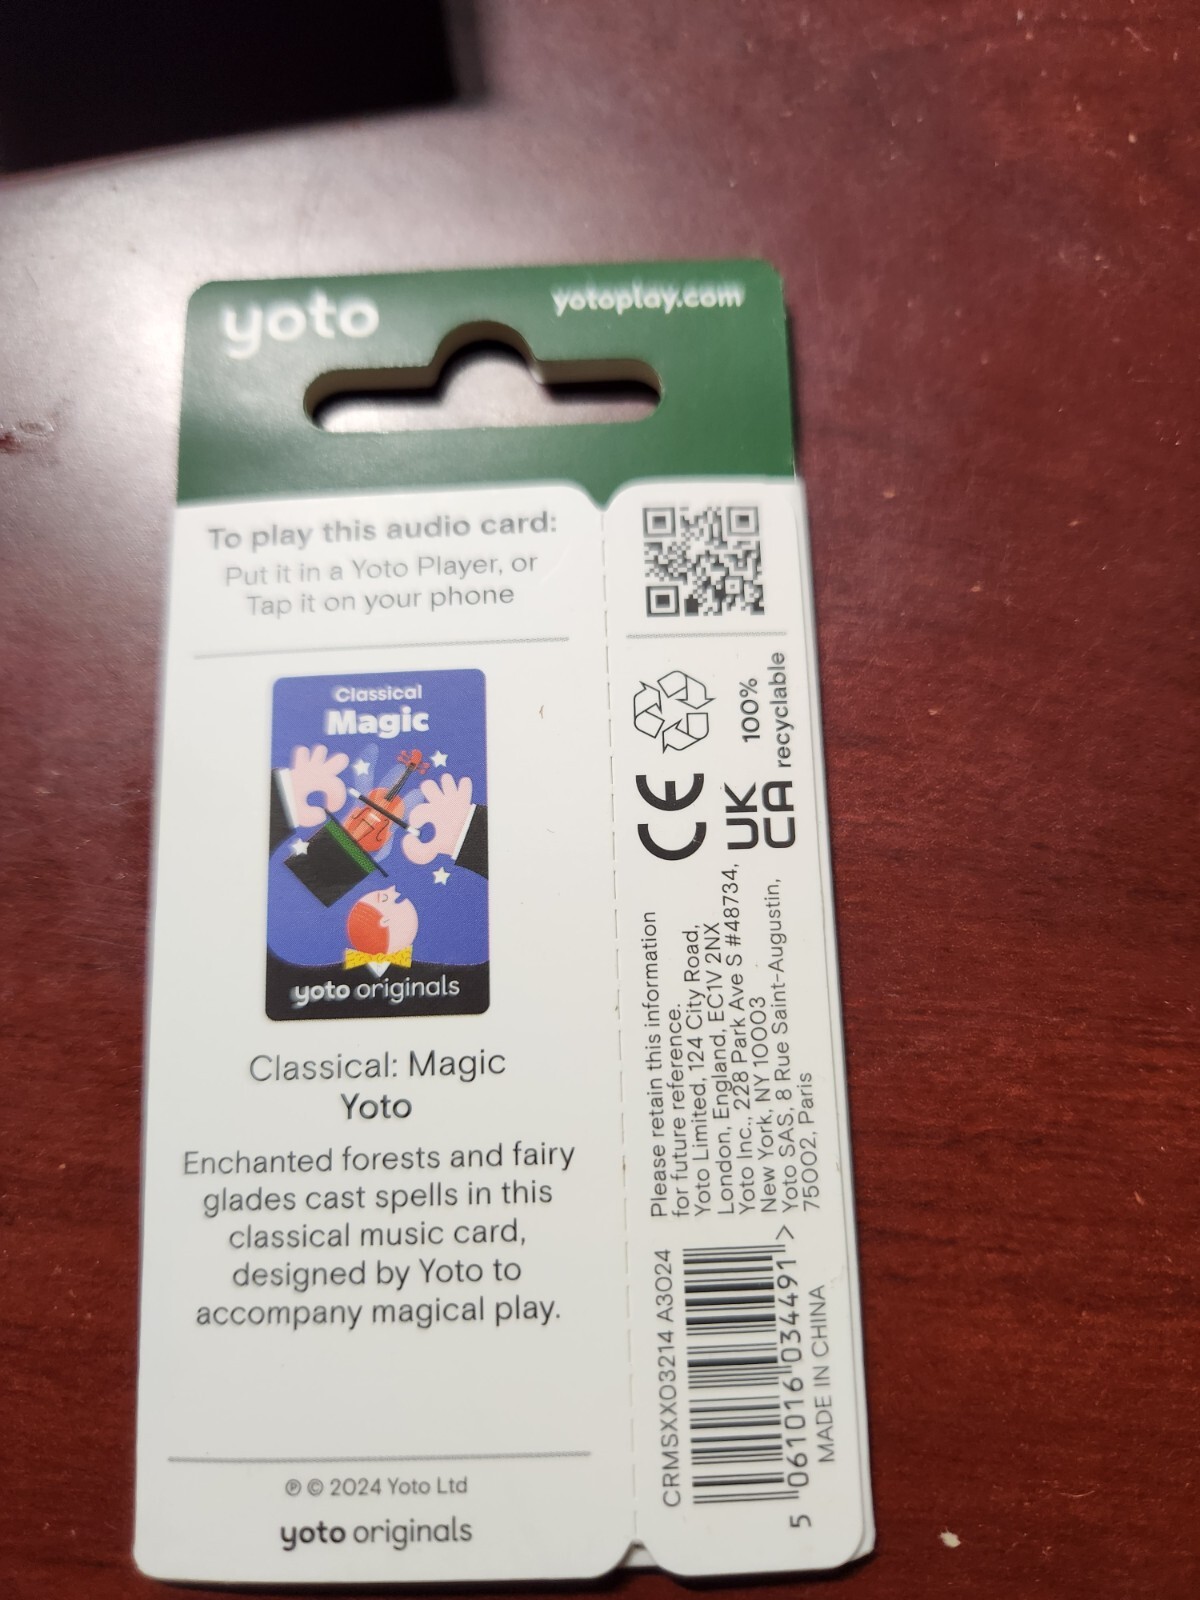 yoto
yotoplay.com
To play this audio card:
Put it in a Yoto Player, or
Tap it on your phone
Classical
Magic
yoto originals
Classical: Magic
Yoto
Enchanted forests and fairy
glades cast spells in this
classical music card,
designed by Yoto to
accompany magical play.
℗ © 2024 Yoto Ltd
yoto originals
100%
recyclable
CE
UK
CA
Please retain this information
for future reference.
Yoto Limited, 124 City Road,
London, England, EC1V 2NX
Yoto Inc., 228 Park Ave S #48734,
New York, NY 10003
Yoto SAS, 8 Rue Saint-Augustin,
75002, Paris
CRMSXX03214 A3024
5 061016 034491 >
MADE IN CHINA